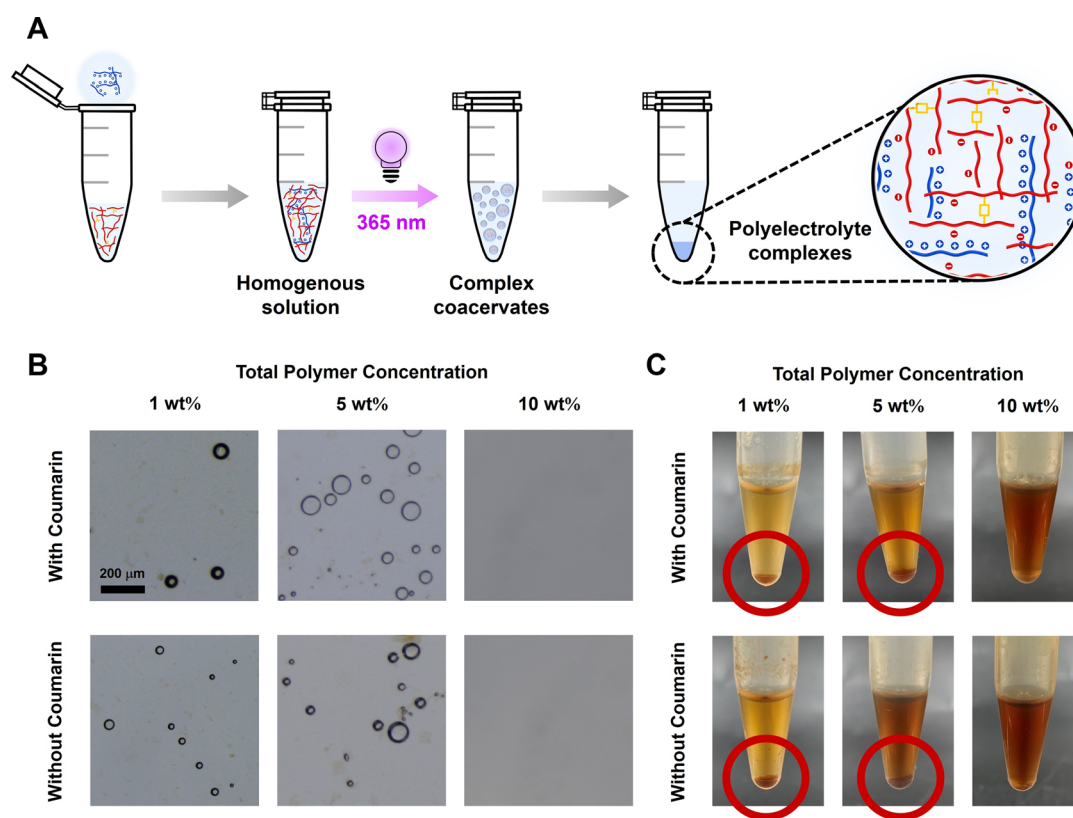 A
365 nm
Homogenous
solution
Complex
coacervates
Polyelectrolyte
complexes
B
Total Polymer Concentration
1 wt%
5 wt%
10 wt%
With Coumarin
200 μm
Without Coumarin
C
Total Polymer Concentration
1 wt%
5 wt%
10 wt%
With Coumarin
Without Coumarin